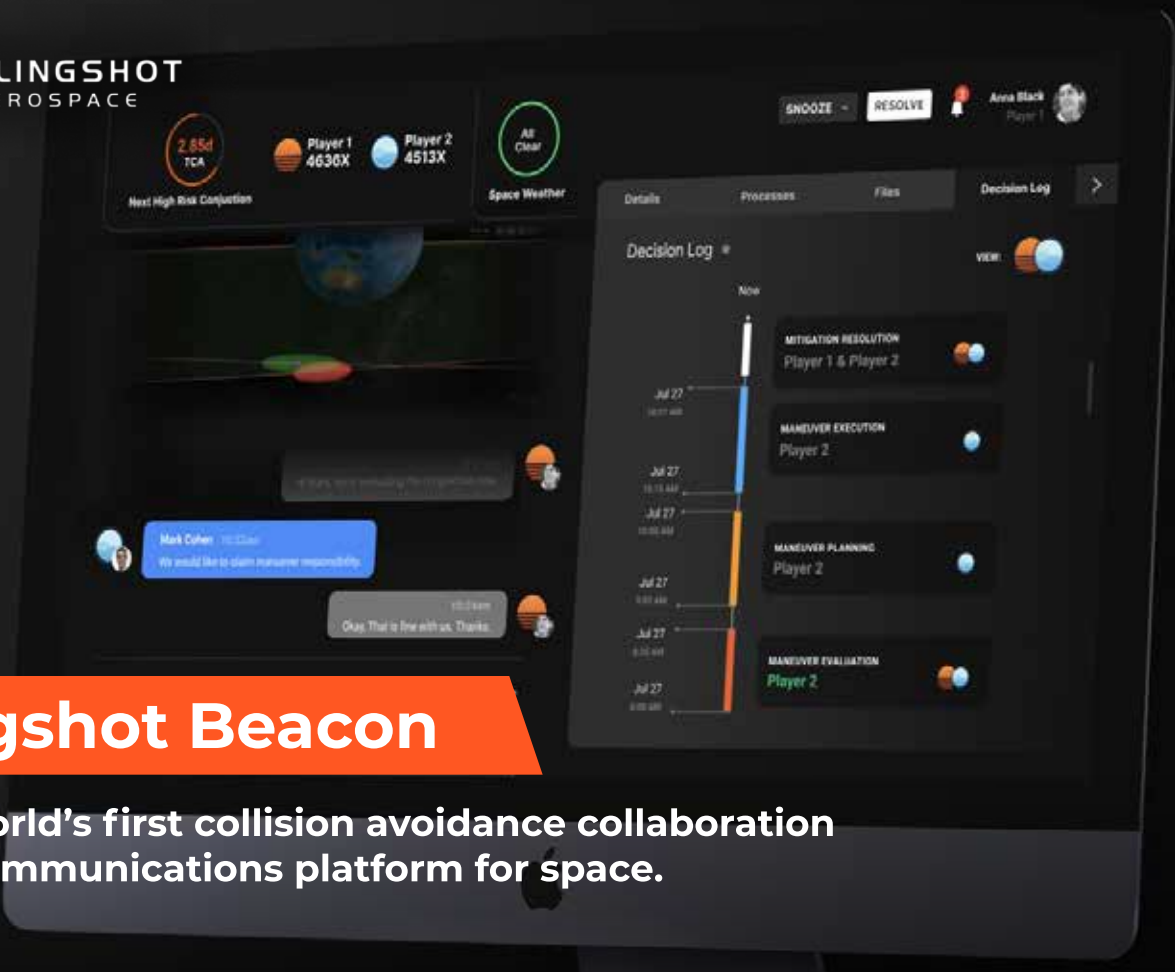 LINGSHOT
ROSPACE
2.85d
TCA
Next High Risk Conjuction
Player 1
4636X
Player 2
4513X
All
Clear
Space Weather
SNOOZE
RESOLVE
Anna Black
Player 1
Details
Processes
Files
Decision Log
>
Decision Log
VIEW:
Now
MITIGATION RESOLUTION
Player 1 & Player 2
Jul 27
MANEUVER EXECUTION
Player 2
Jul 27
Jul 27
MANEUVER PLANNING
Player 2
Jul 27
Jul 27
MANEUVER EVALUATION
Player 2
Jul 27
Mark Cohen
We would like to claim maneuver responsibility.
Okay. That is fine with us. Thanks.
gshot Beacon
orld’s first collision avoidance collaboration
mmunications platform for space.